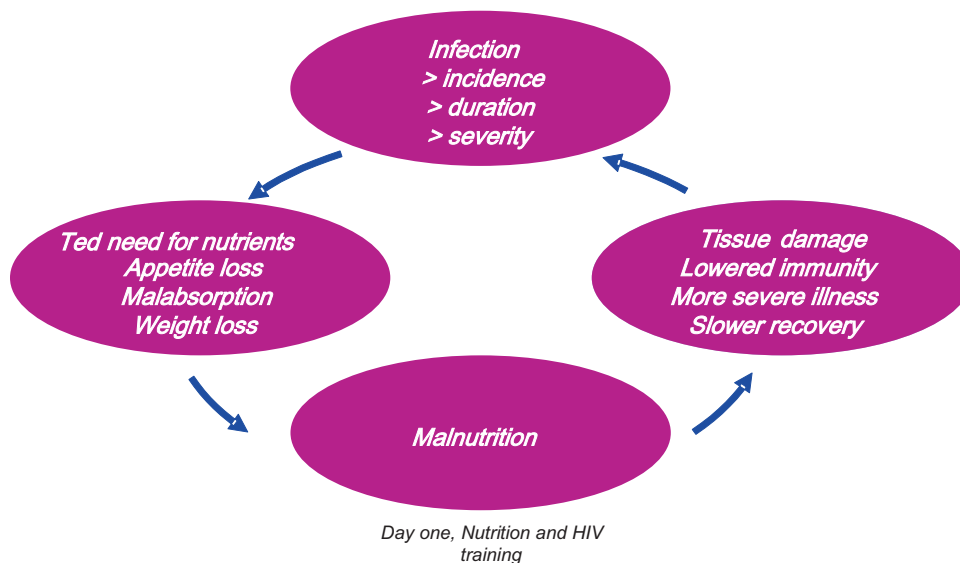 Infection
> incidence
> duration
> severity
Ted need for nutrients
Appetite loss
Malabsorption
Weight loss
Tissue damage
Lowered immunity
More severe illness
Slower recovery
Malnutrition
Day one, Nutrition and HIV
training